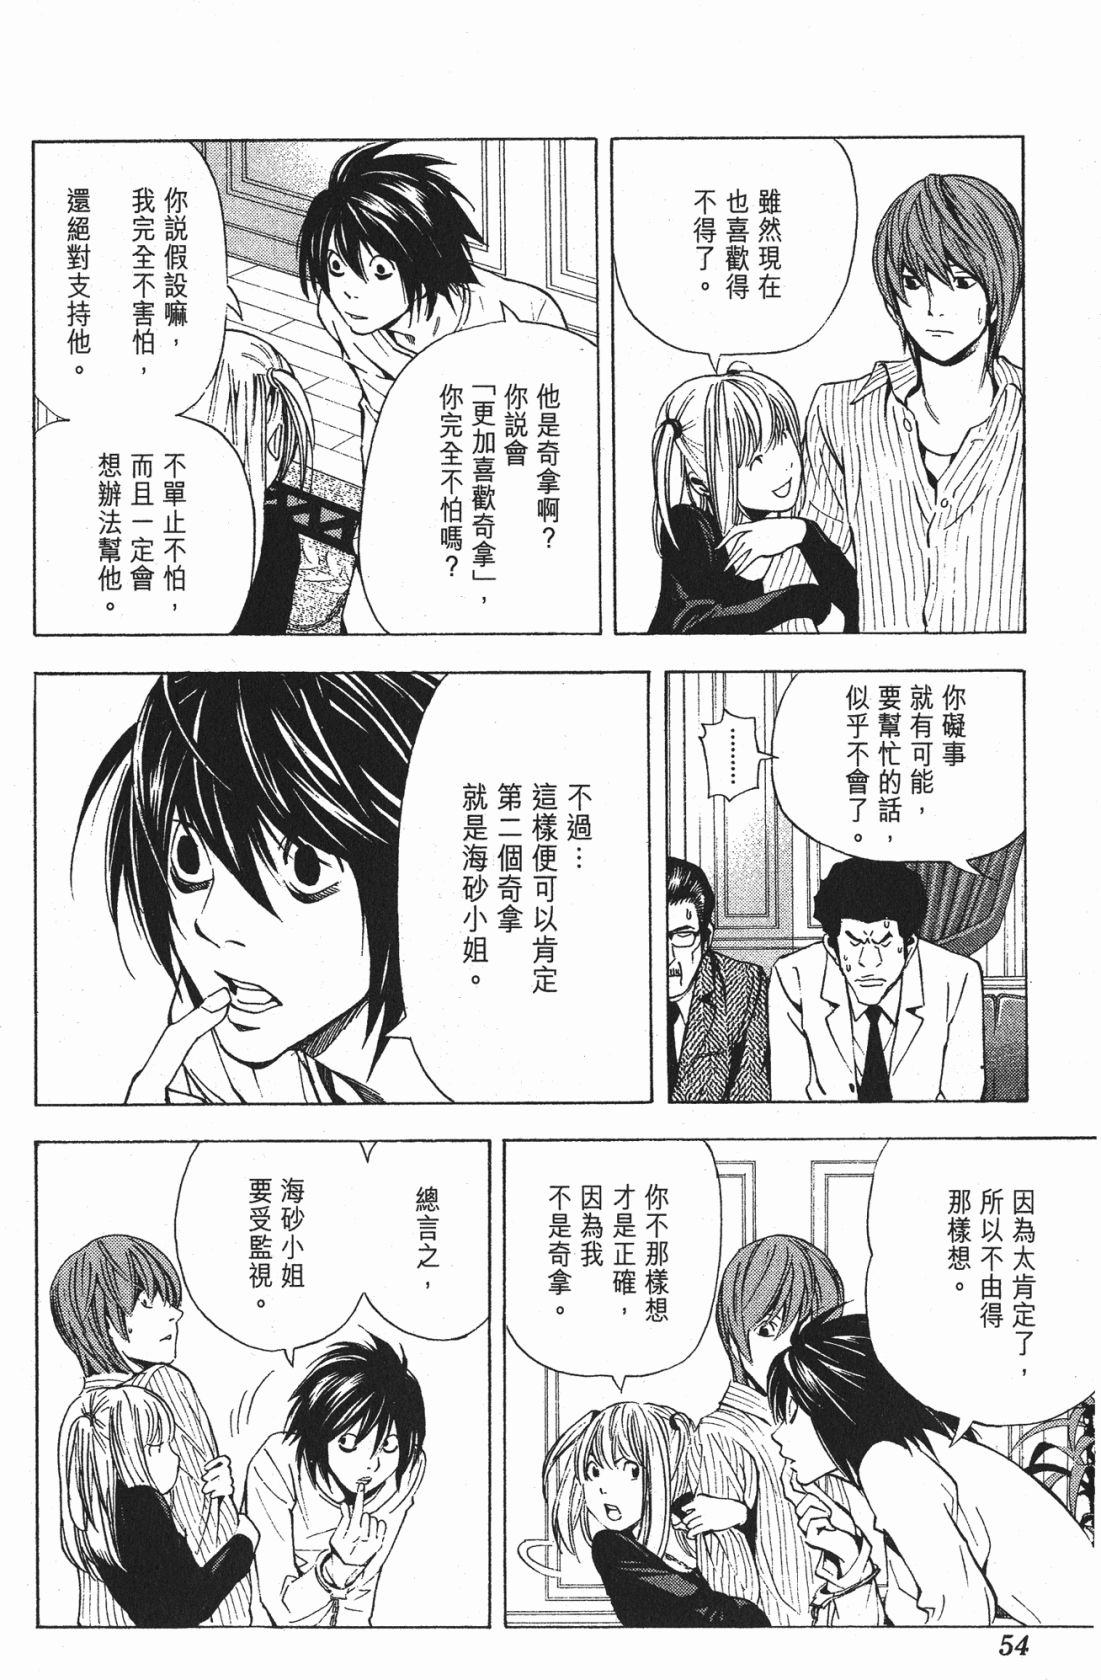 雖然現在
也喜歡得
不得了。
他是奇拿啊?
你說會
「更加喜歡奇拿」,
你完全不怕嗎?
你說假設嘛,
我完全不害怕,
還絕對支持他。
不單止不怕,
而且一定會
想辦法幫他。
你礙事
就有可能,
要幫忙的話,
似乎不會了。
………
不過…
這樣便可以肯定
第二個奇拿
就是海砂小姐。
因為太肯定了,
所以不由得
那樣想。
你不那樣想
才是正確,
因為我
不是奇拿。
總言之,
海砂小姐
要受監視。
54